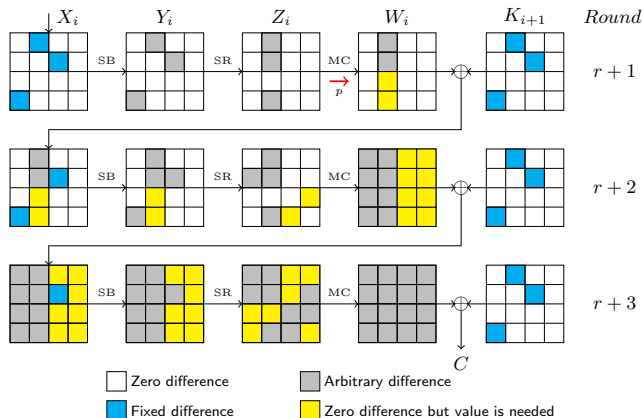 X_i Y_i Z_i W_i K_{i+1} Round
SB SR MC p r + 1
SB SR MC r + 2
SB SR MC r + 3
C
Zero difference Arbitrary difference
Fixed difference Zero difference but value is needed